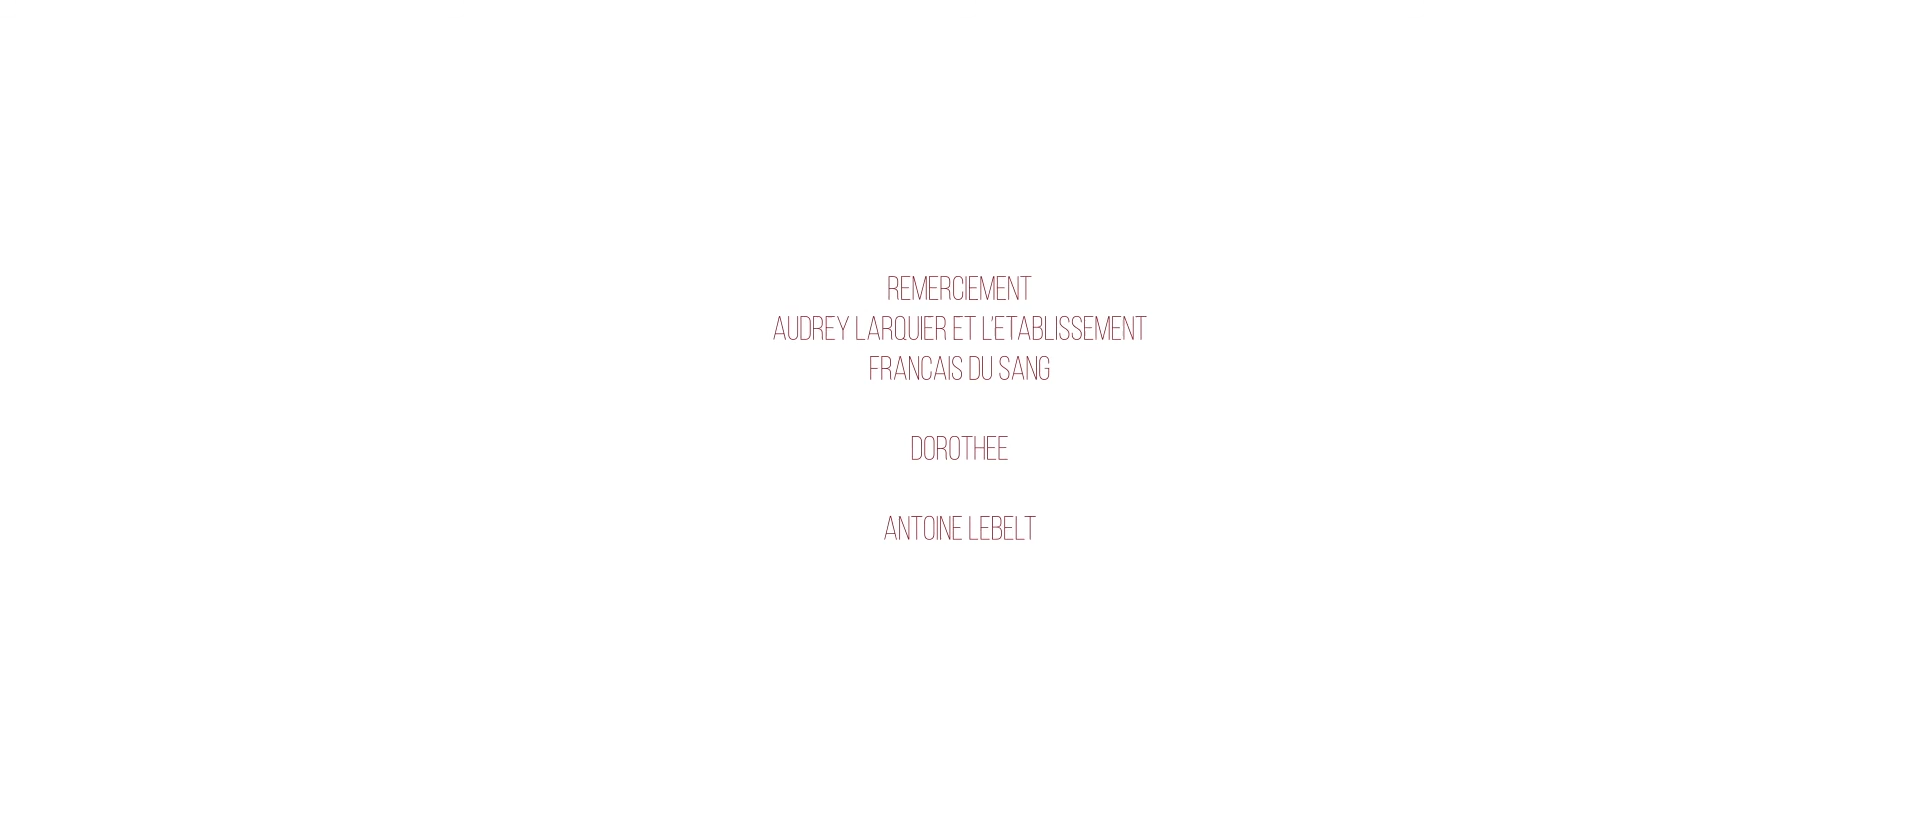 REMERCIEMENT
AUDREY LARQUIER ET L'ETABLISSEMENT
FRANCAIS DU SANG
DOROTHEE
ANTOINE LEBELT